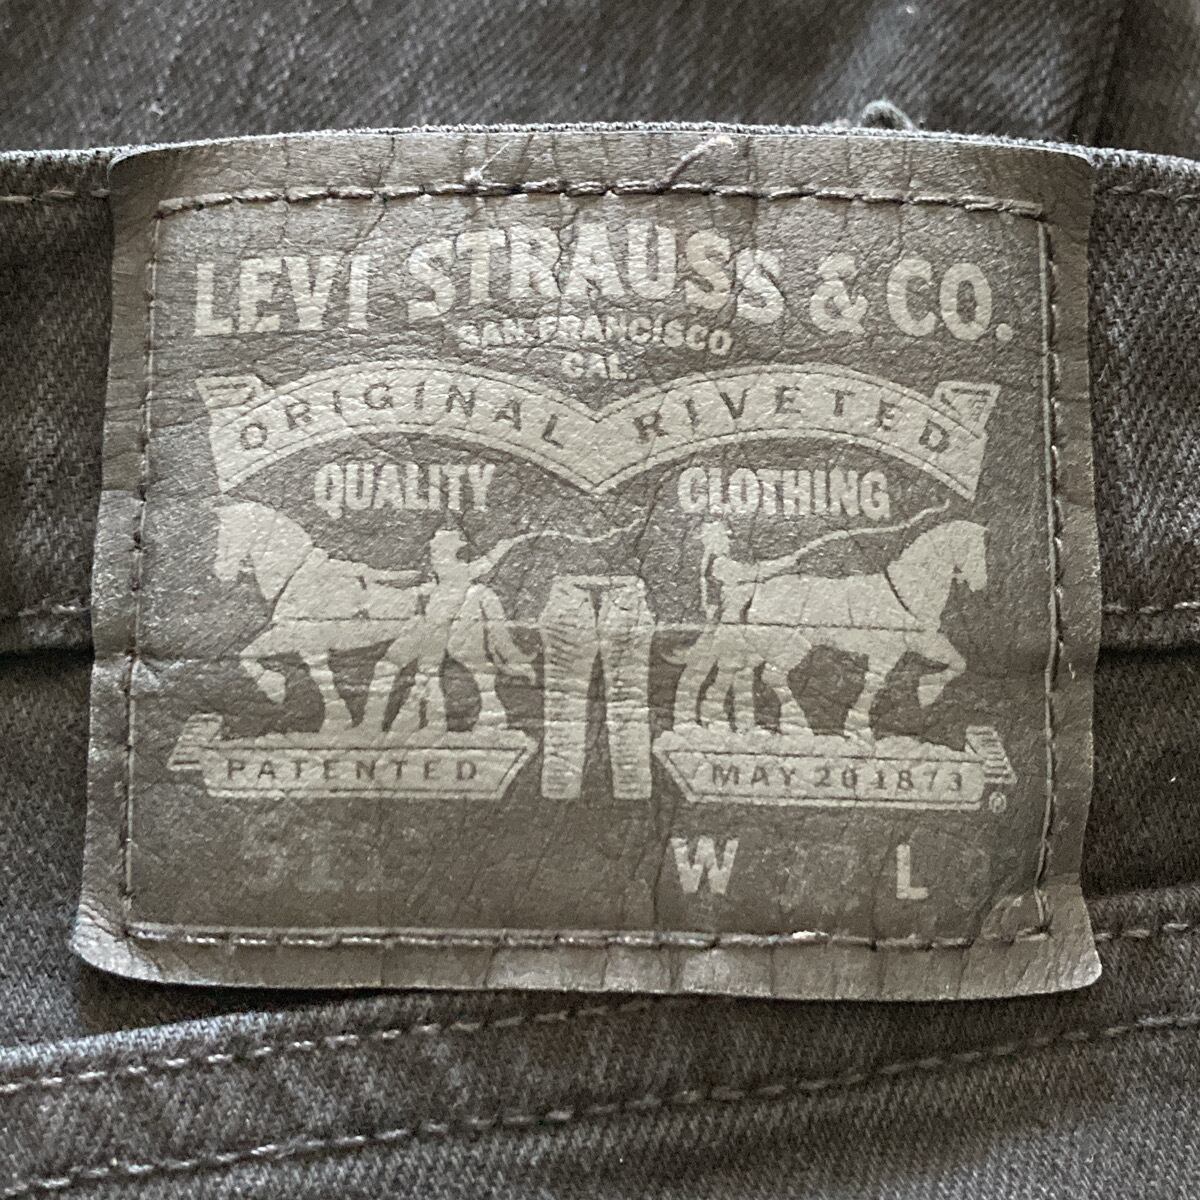 LEVI STRAUSS & CO.
SAN FRANCISCO
CAL.
ORIGINAL RIVETED
QUALITY CLOTHING
PATENTED MAY 20 1873
®
W L